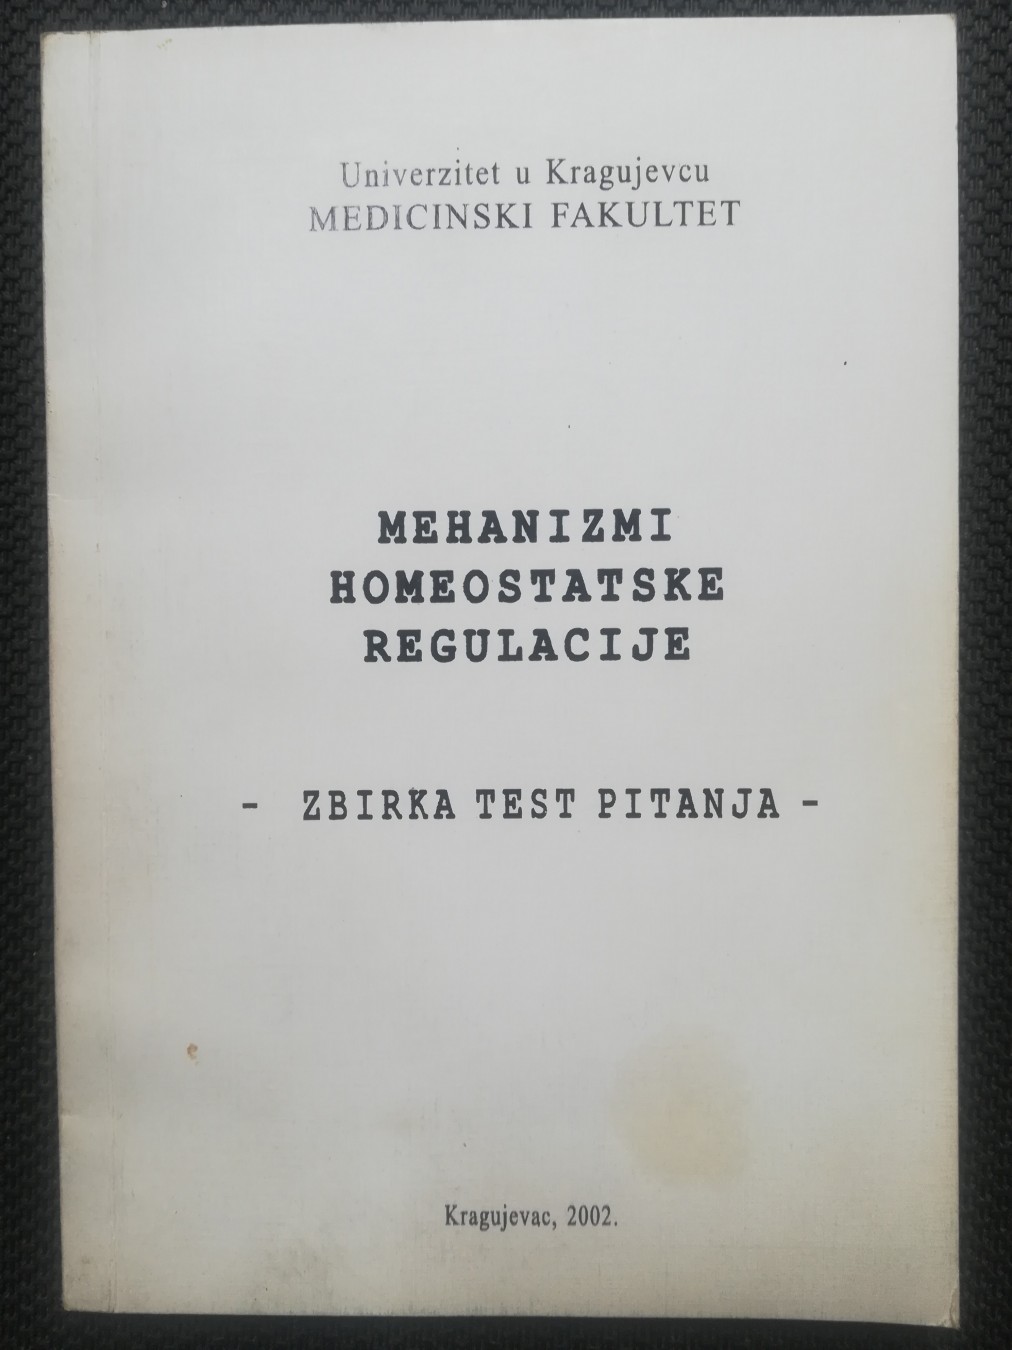 Univerzitet u Kragujevcu
MEDICINSKI FAKULTET
MEHANIZMI
HOMEOSTATSKE
REGULACIJE
- ZBIRKA TEST PITANJA -
Kragujevac, 2002.